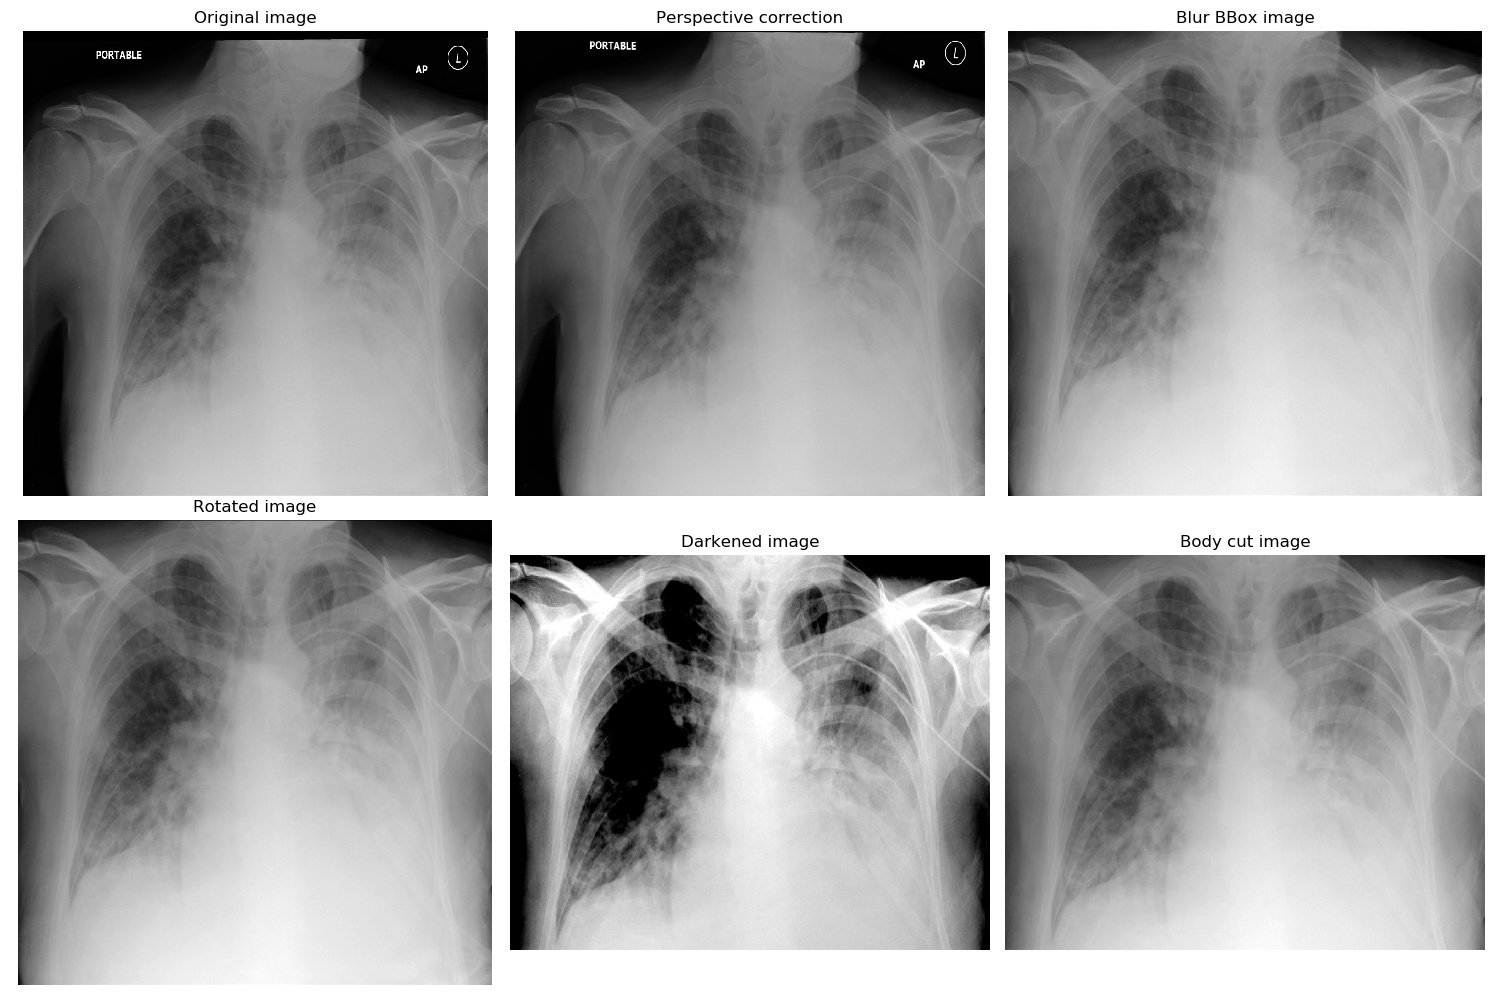 Original image
Perspective correction
Blur BBox image
PORTABLE
AP
L
PORTABLE
AP
L
Rotated image
Darkened image
Body cut image